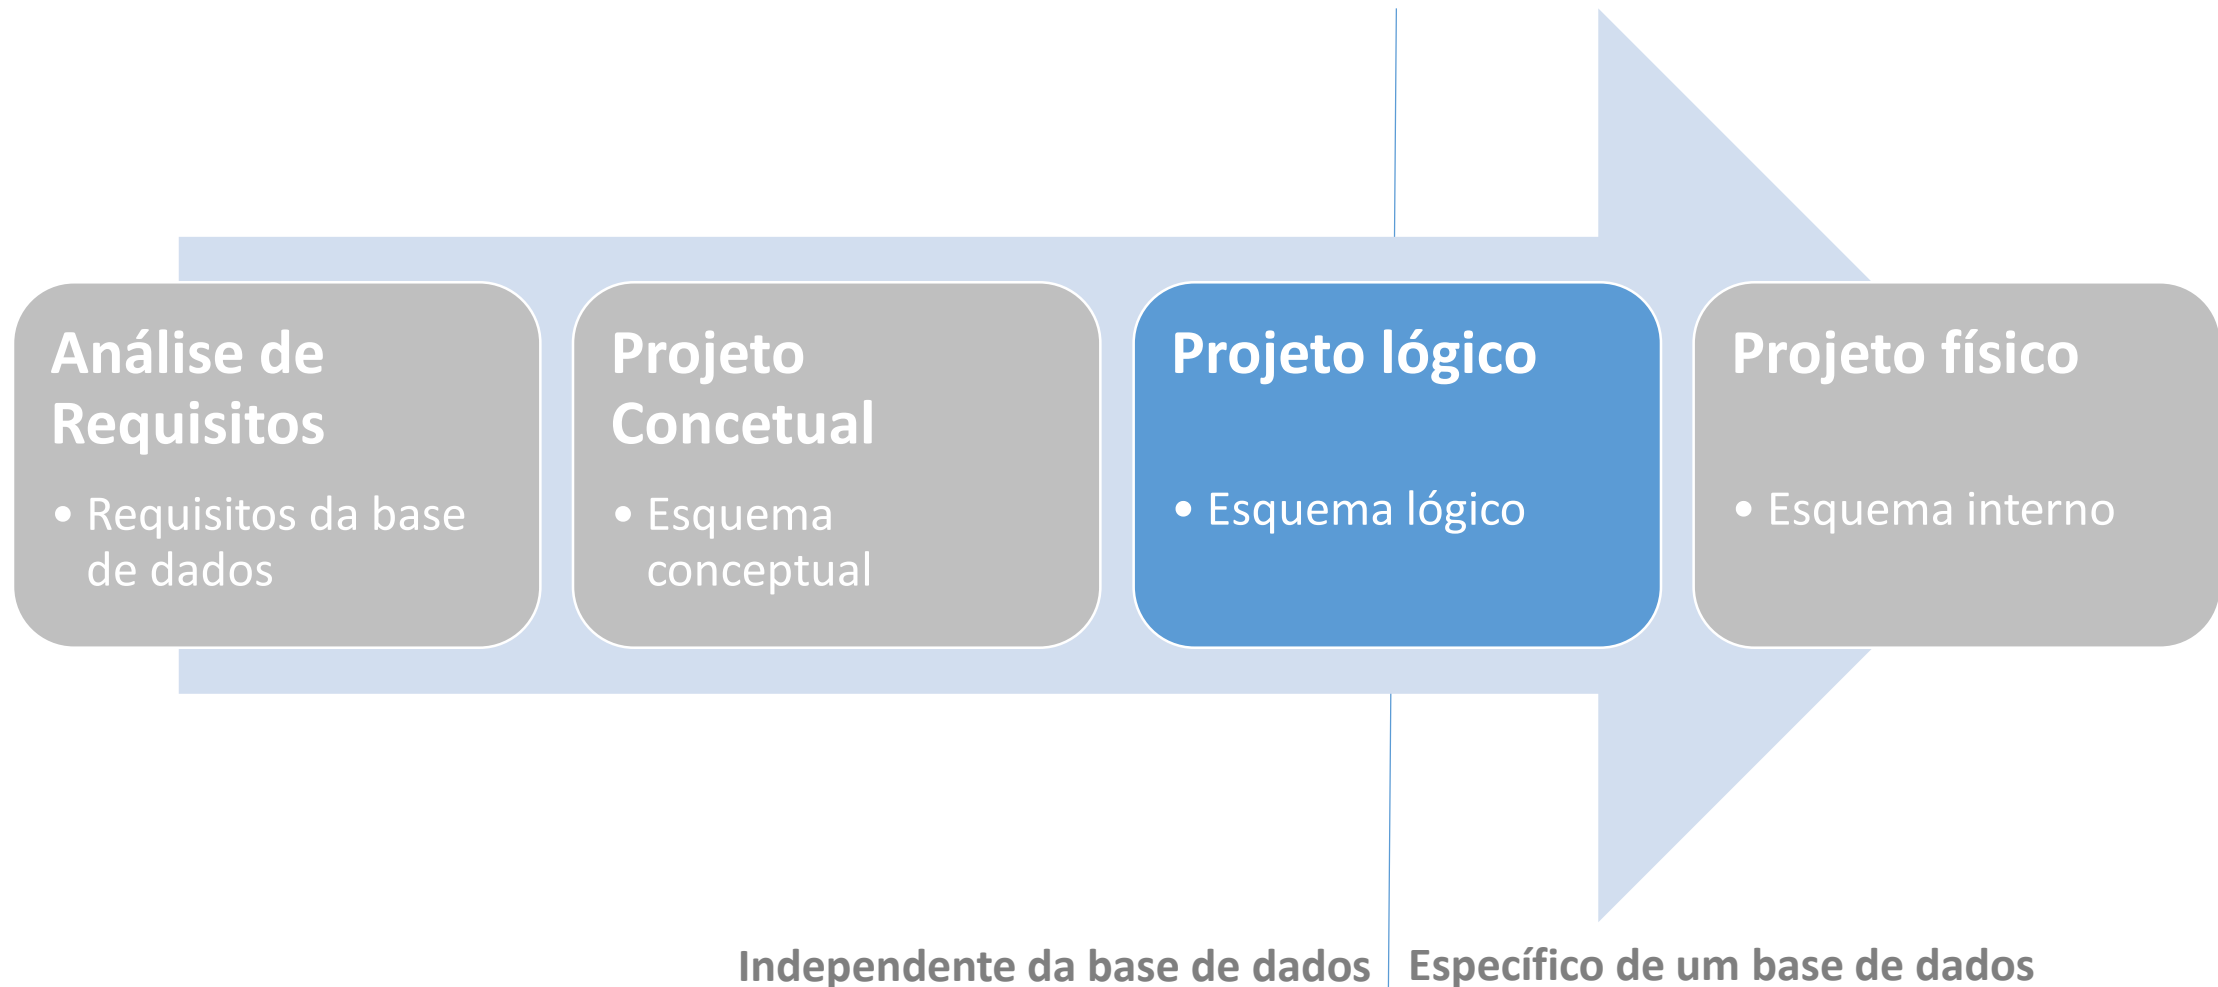 Análise de
Requisitos
• Requisitos da base
de dados
Projeto
Concetual
• Esquema
conceptual
Projeto lógico
• Esquema lógico
Projeto físico
• Esquema interno
Independente da base de dados
Específico de um base de dados